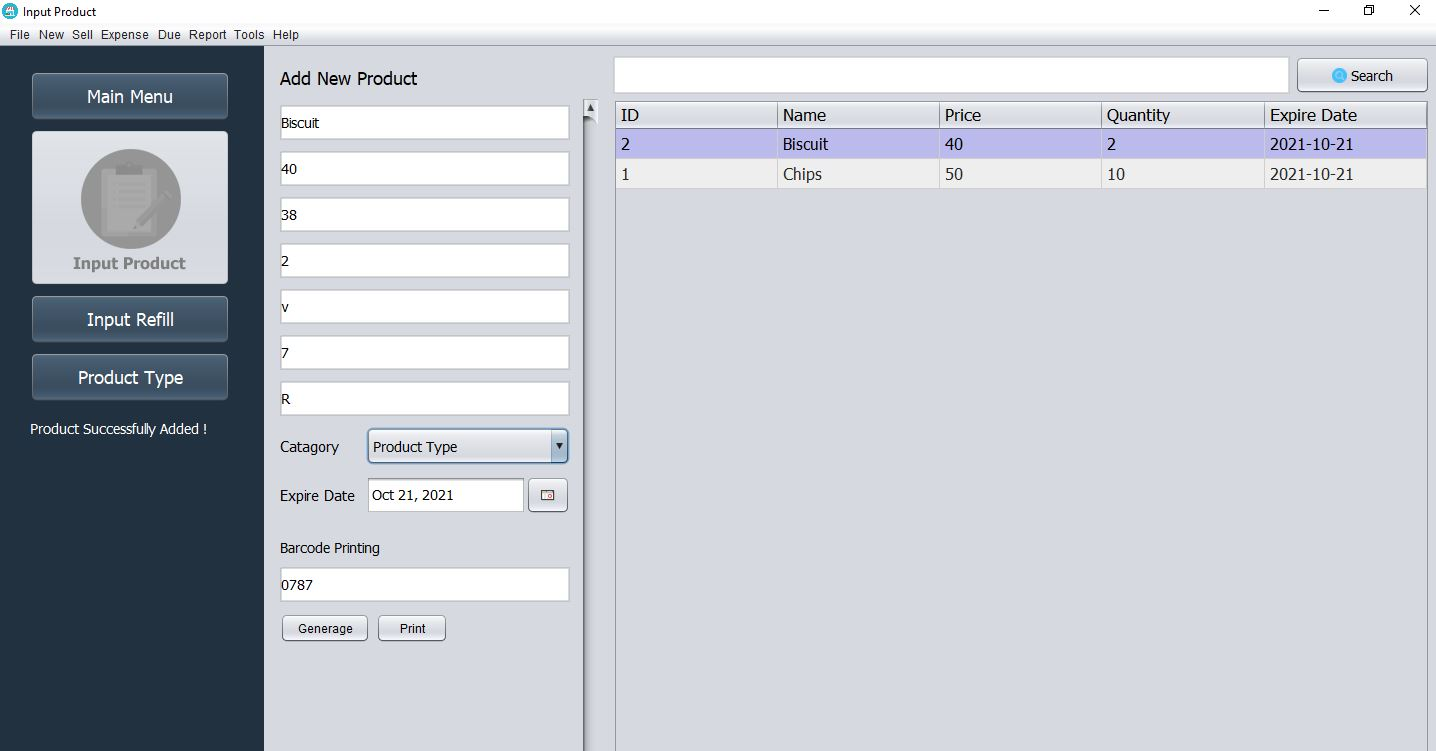 Input Product
File New Sell Expense Due Report Tools Help
Main Menu
Input Product
Input Refill
Product Type
Product Successfully Added !
Add New Product
Biscuit
40
38
2
v
7
R
Catagory Product Type
Expire Date Oct 21, 2021
Barcode Printing
0787
Generage Print
Search
ID Name Price Quantity Expire Date
2 Biscuit 40 2 2021-10-21
1 Chips 50 10 2021-10-21